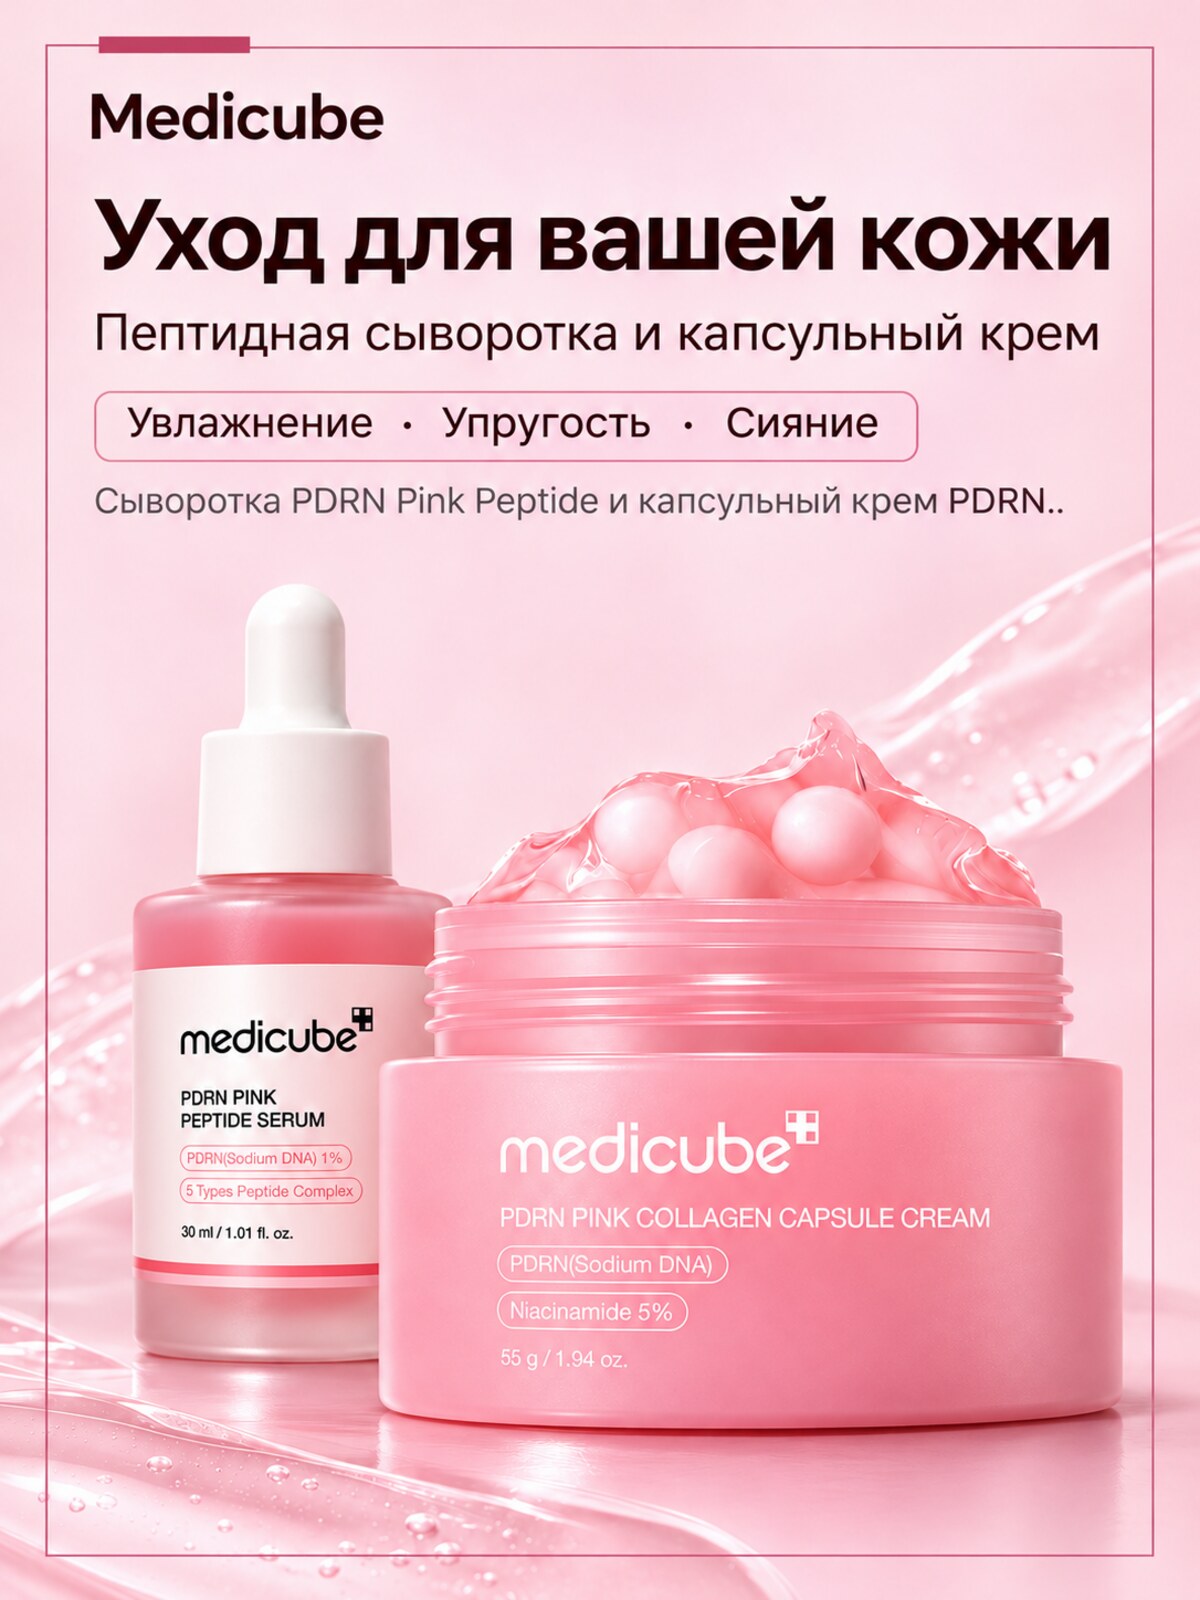 Medicube
Уход для вашей кожи
Пептидная сыворотка и капсульный крем
Увлажнение · Упругость · Сияние
Сыворотка PDRN Pink Peptide и капсульный крем PDRN..
medicube
PDRN PINK
PEPTIDE SERUM
PDRN(Sodium DNA) 1%
5 Types Peptide Complex
30 ml / 1.01 fl. oz.
medicube
PDRN PINK COLLAGEN CAPSULE CREAM
PDRN(Sodium DNA)
Niacinamide 5%
55 g / 1.94 oz.